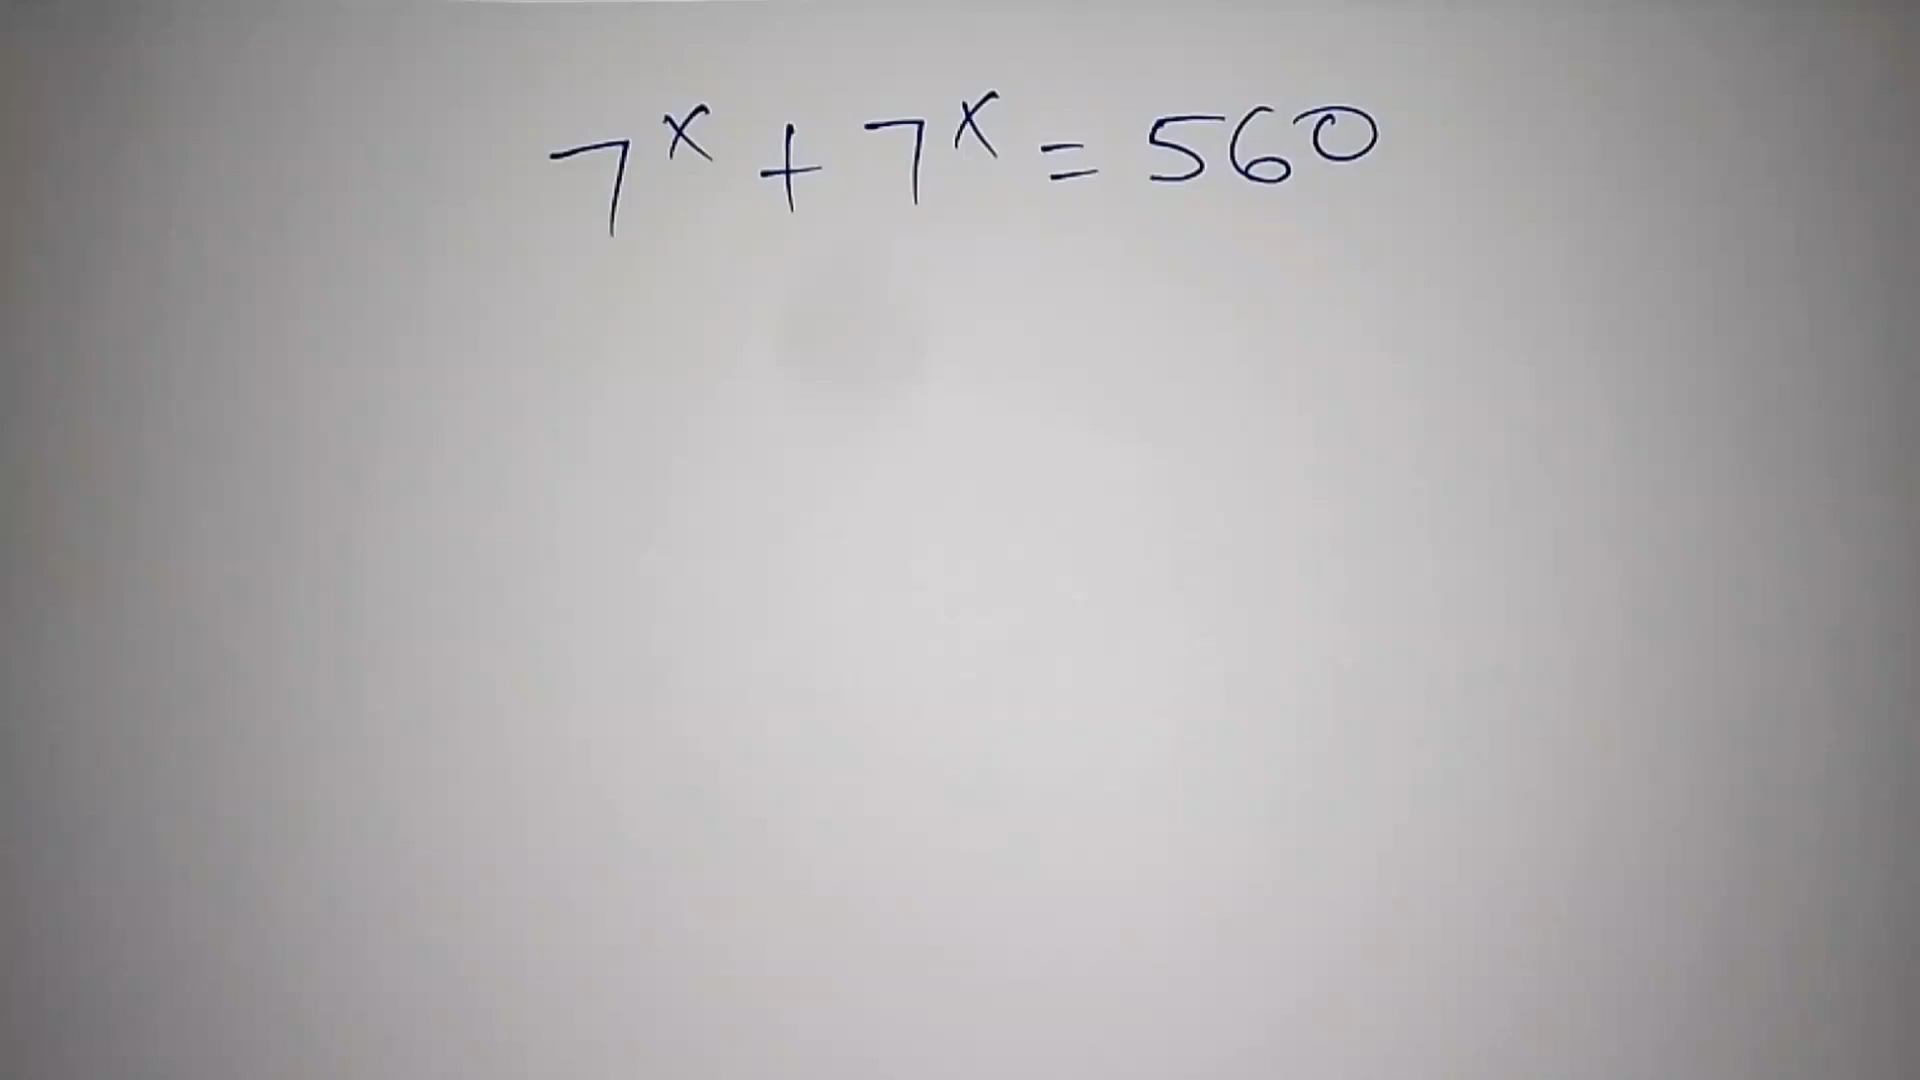 7^x + 7^x = 560